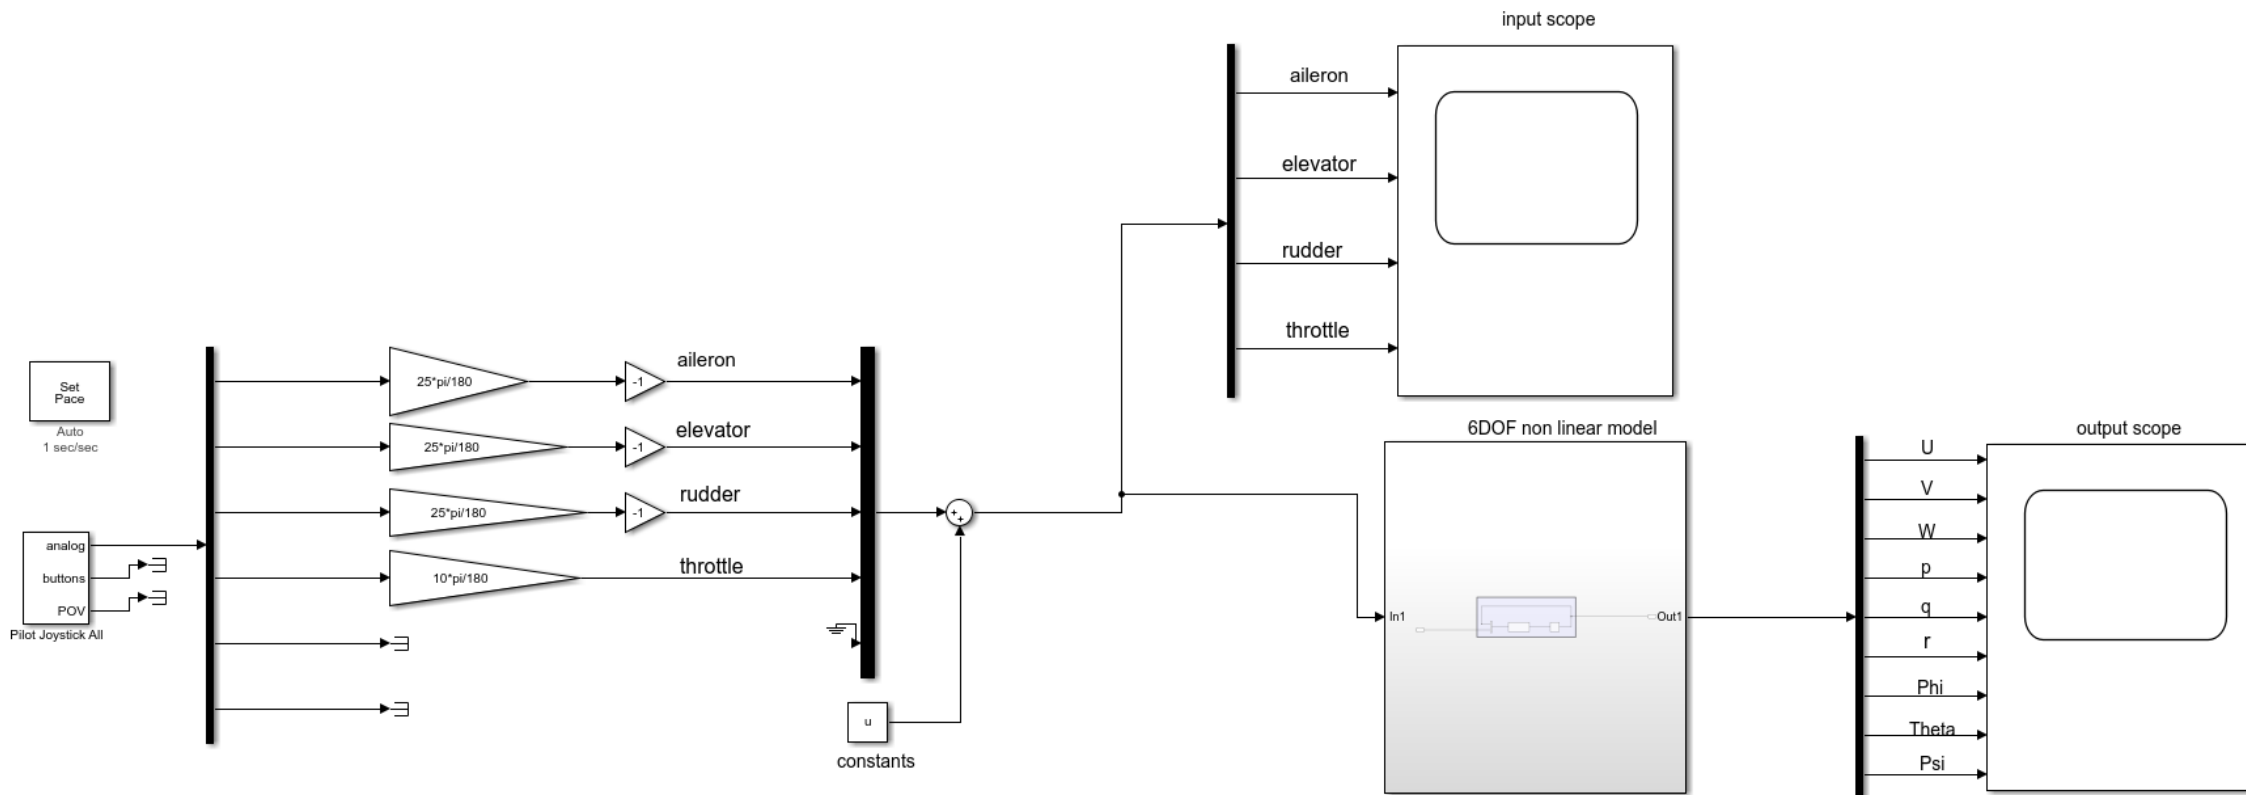 input scope
aileron
elevator
rudder
throttle
Set
Pace
Auto
1 sec/sec
25*pi/180
-1
aileron
25*pi/180
-1
elevator
25*pi/180
-1
rudder
10*pi/180
throttle
analog
buttons
POV
Pilot Joystick All
+
+
u
constants
6DOF non linear model
In1
Out1
output scope
U
V
W
p
q
r
Phi
Theta
Psi